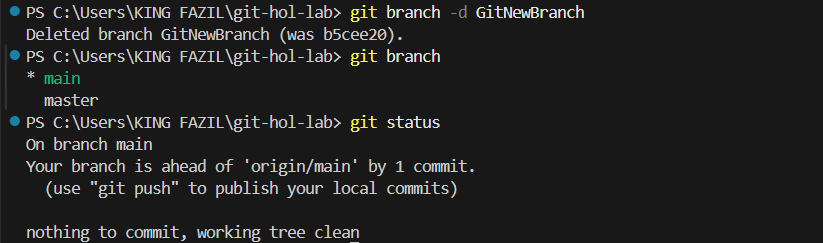 PS C:\Users\KING FAZIL\git-hol-lab> git branch -d GitNewBranch
Deleted branch GitNewBranch (was b5cee20).
PS C:\Users\KING FAZIL\git-hol-lab> git branch
* main
  master
PS C:\Users\KING FAZIL\git-hol-lab> git status
On branch main
Your branch is ahead of 'origin/main' by 1 commit.
  (use "git push" to publish your local commits)

nothing to commit, working tree clean